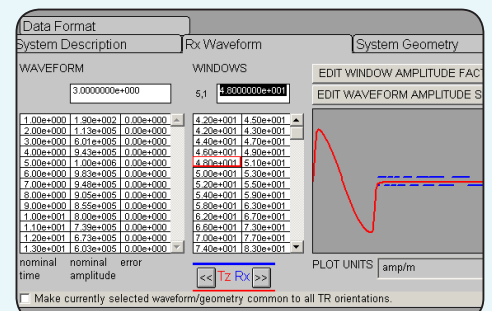 Data Format
System Description Rx Waveform System Geometry
WAVEFORM WINDOWS
EDIT WINDOW AMPLITUDE FACT
3.0000000e+000 5,1 4.8000000e+001
EDIT WAVEFORM AMPLITUDE S
1.00e+000 1.90e+002 0.00e+000 4.20e+001 4.50e+001
2.00e+000 1.13e+005 0.00e+000 4.20e+001 4.30e+001
3.00e+000 6.01e+005 0.00e+000 4.40e+001 4.70e+001
4.00e+000 9.43e+005 0.00e+000 4.60e+001 4.90e+001
5.00e+000 1.00e+006 0.00e+000 4.80e+001 5.10e+001
6.00e+000 9.83e+005 0.00e+000 5.00e+001 5.30e+001
7.00e+000 9.48e+005 0.00e+000 5.20e+001 5.50e+001
8.00e+000 9.05e+005 0.00e+000 5.40e+001 5.90e+001
9.00e+000 8.55e+005 0.00e+000 5.80e+001 6.30e+001
1.00e+001 8.00e+005 0.00e+000 6.20e+001 6.70e+001
1.10e+001 7.39e+005 0.00e+000 6.60e+001 7.30e+001
1.20e+001 6.73e+005 0.00e+000 7.00e+001 7.70e+001
1.30e+001 6.03e+005 0.00e+000 7.40e+001 8.30e+001
nominal nominal error
time amplitude
<< Tz Rx >>
PLOT UNITS amp/m
Make currently selected waveform/geometry common to all TR orientations.